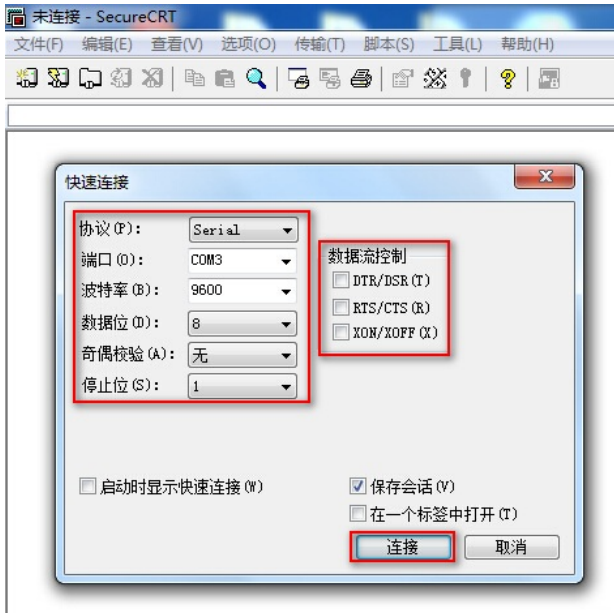 未连接 - SecureCRT
文件(F) 编辑(E) 查看(V) 选项(O) 传输(T) 脚本(S) 工具(L) 帮助(H)
快速连接
协议(P): Serial
端口(O): COM3
波特率(B): 9600
数据位(D): 8
奇偶校验(A): 无
停止位(S): 1
数据流控制
DTR/DSR(T)
RTS/CTS(R)
XON/XOFF(X)
启动时显示快速连接(W)
保存会话(V)
在一个标签中打开(T)
连接 取消